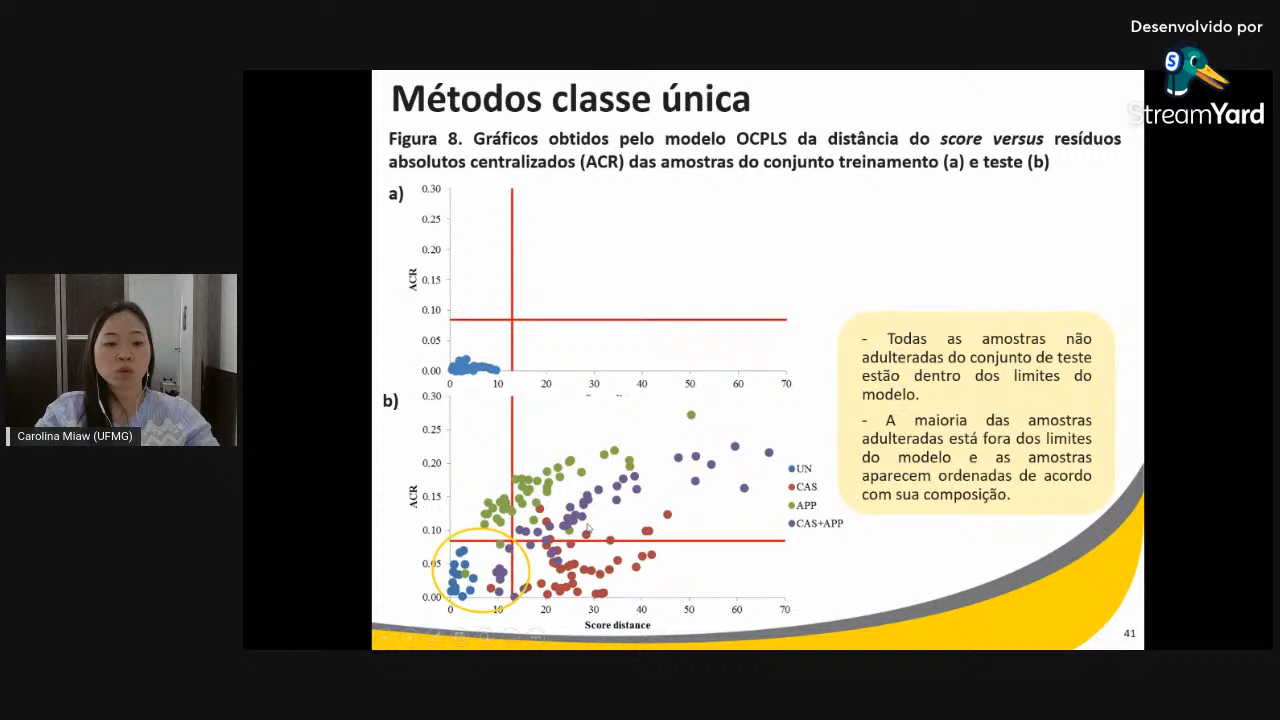 Desenvolvido por
StreamYard
Métodos classe única
Figura 8. Gráficos obtidos pelo modelo OCPLS da distância do score versus resíduos
absolutos centralizados (ACR) das amostras do conjunto treinamento (a) e teste (b)
a)
0.30
0.25
0.20
0.15
0.10
0.05
0.00
ACR
0 10 20 30 40 50 60 70
b)
0.30
0.25
0.20
0.15
0.10
0.05
0.00
ACR
0 10 20 30 40 50 60 70
Score distance
UN
CAS
APP
CAS+APP
- Todas as amostras não
adulteradas do conjunto de teste
estão dentro dos limites do
modelo.
- A maioria das amostras
adulteradas está fora dos limites
do modelo e as amostras
aparecem ordenadas de acordo
com sua composição.
41
Carolina Miaw (UFMG)